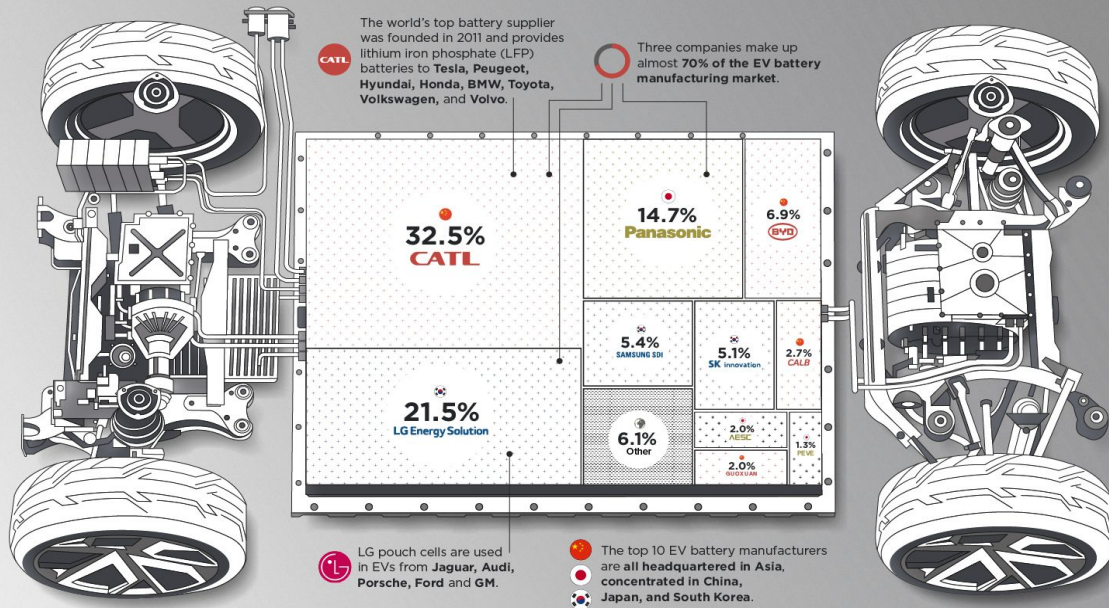 The world's top battery supplier
was founded in 2011 and provides
lithium iron phosphate (LFP)
batteries to Tesla, Peugeot,
Hyundai, Honda, BMW, Toyota,
Volkswagen, and Volvo.
CATL
Three companies make up
almost 70% of the EV battery
manufacturing market.
32.5%
CATL
14.7%
Panasonic
6.9%
BYD
5.4%
SAMSUNG SDI
5.1%
SK innovation
2.7%
CALB
21.5%
LG Energy Solution
6.1%
Other
2.0%
AESC
2.0%
GUOXUAN
1.3%
PEVE
LG
LG pouch cells are used
in EVs from Jaguar, Audi,
Porsche, Ford and GM.
The top 10 EV battery manufacturers
are all headquartered in Asia,
concentrated in China,
Japan, and South Korea.